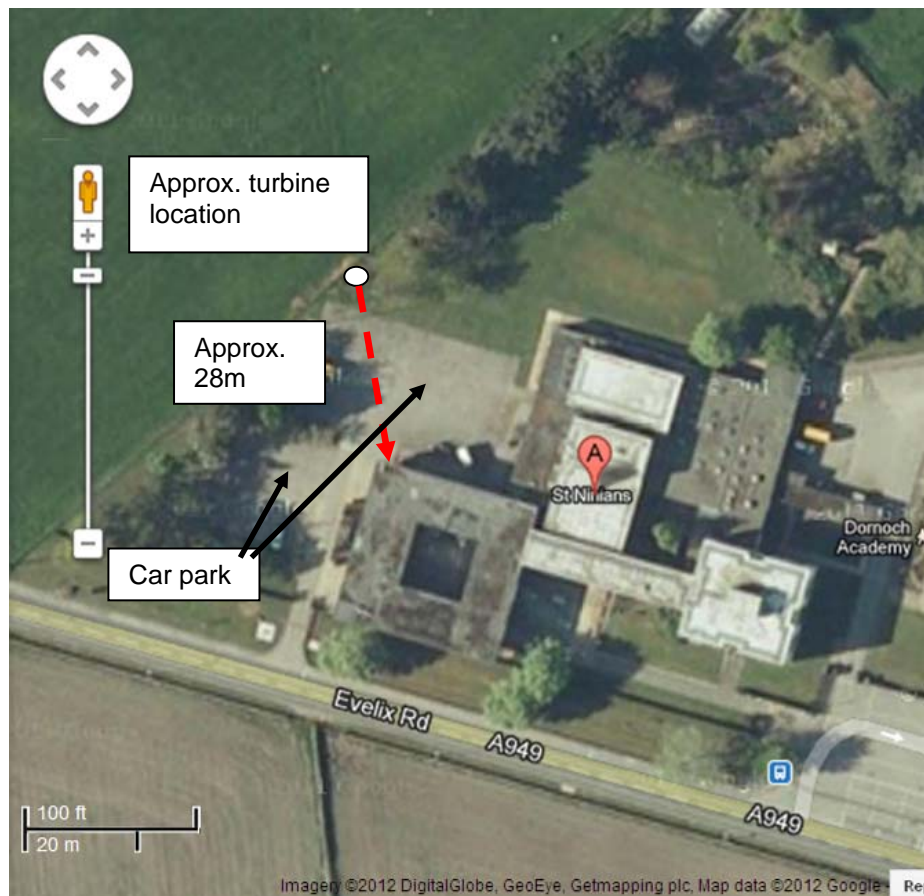 Approx. turbine
location
Approx.
28m
A
St Ninians
Dornoch
Academy
Car park
Evelix Rd
A949
A949
100 ft
20 m
Imagery ©2012 DigitalGlobe, GeoEye, Getmapping plc, Map data ©2012 Google -
Re